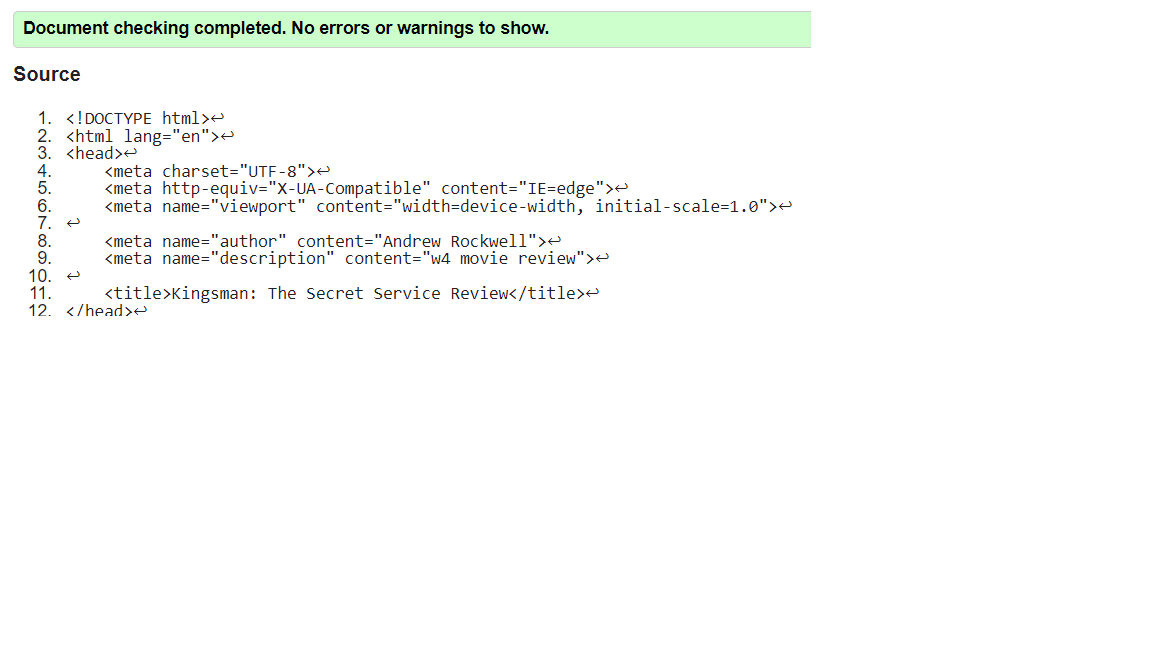 Document checking completed. No errors or warnings to show.
Source
1. <!DOCTYPE html>↩
2. <html lang="en">↩
3. <head>↩
4.     <meta charset="UTF-8">↩
5.     <meta http-equiv="X-UA-Compatible" content="IE=edge">↩
6.     <meta name="viewport" content="width=device-width, initial-scale=1.0">↩
7. ↩
8.     <meta name="author" content="Andrew Rockwell">↩
9.     <meta name="description" content="w4 movie review">↩
10. ↩
11.     <title>Kingsman: The Secret Service Review</title>↩
12. </head>↩